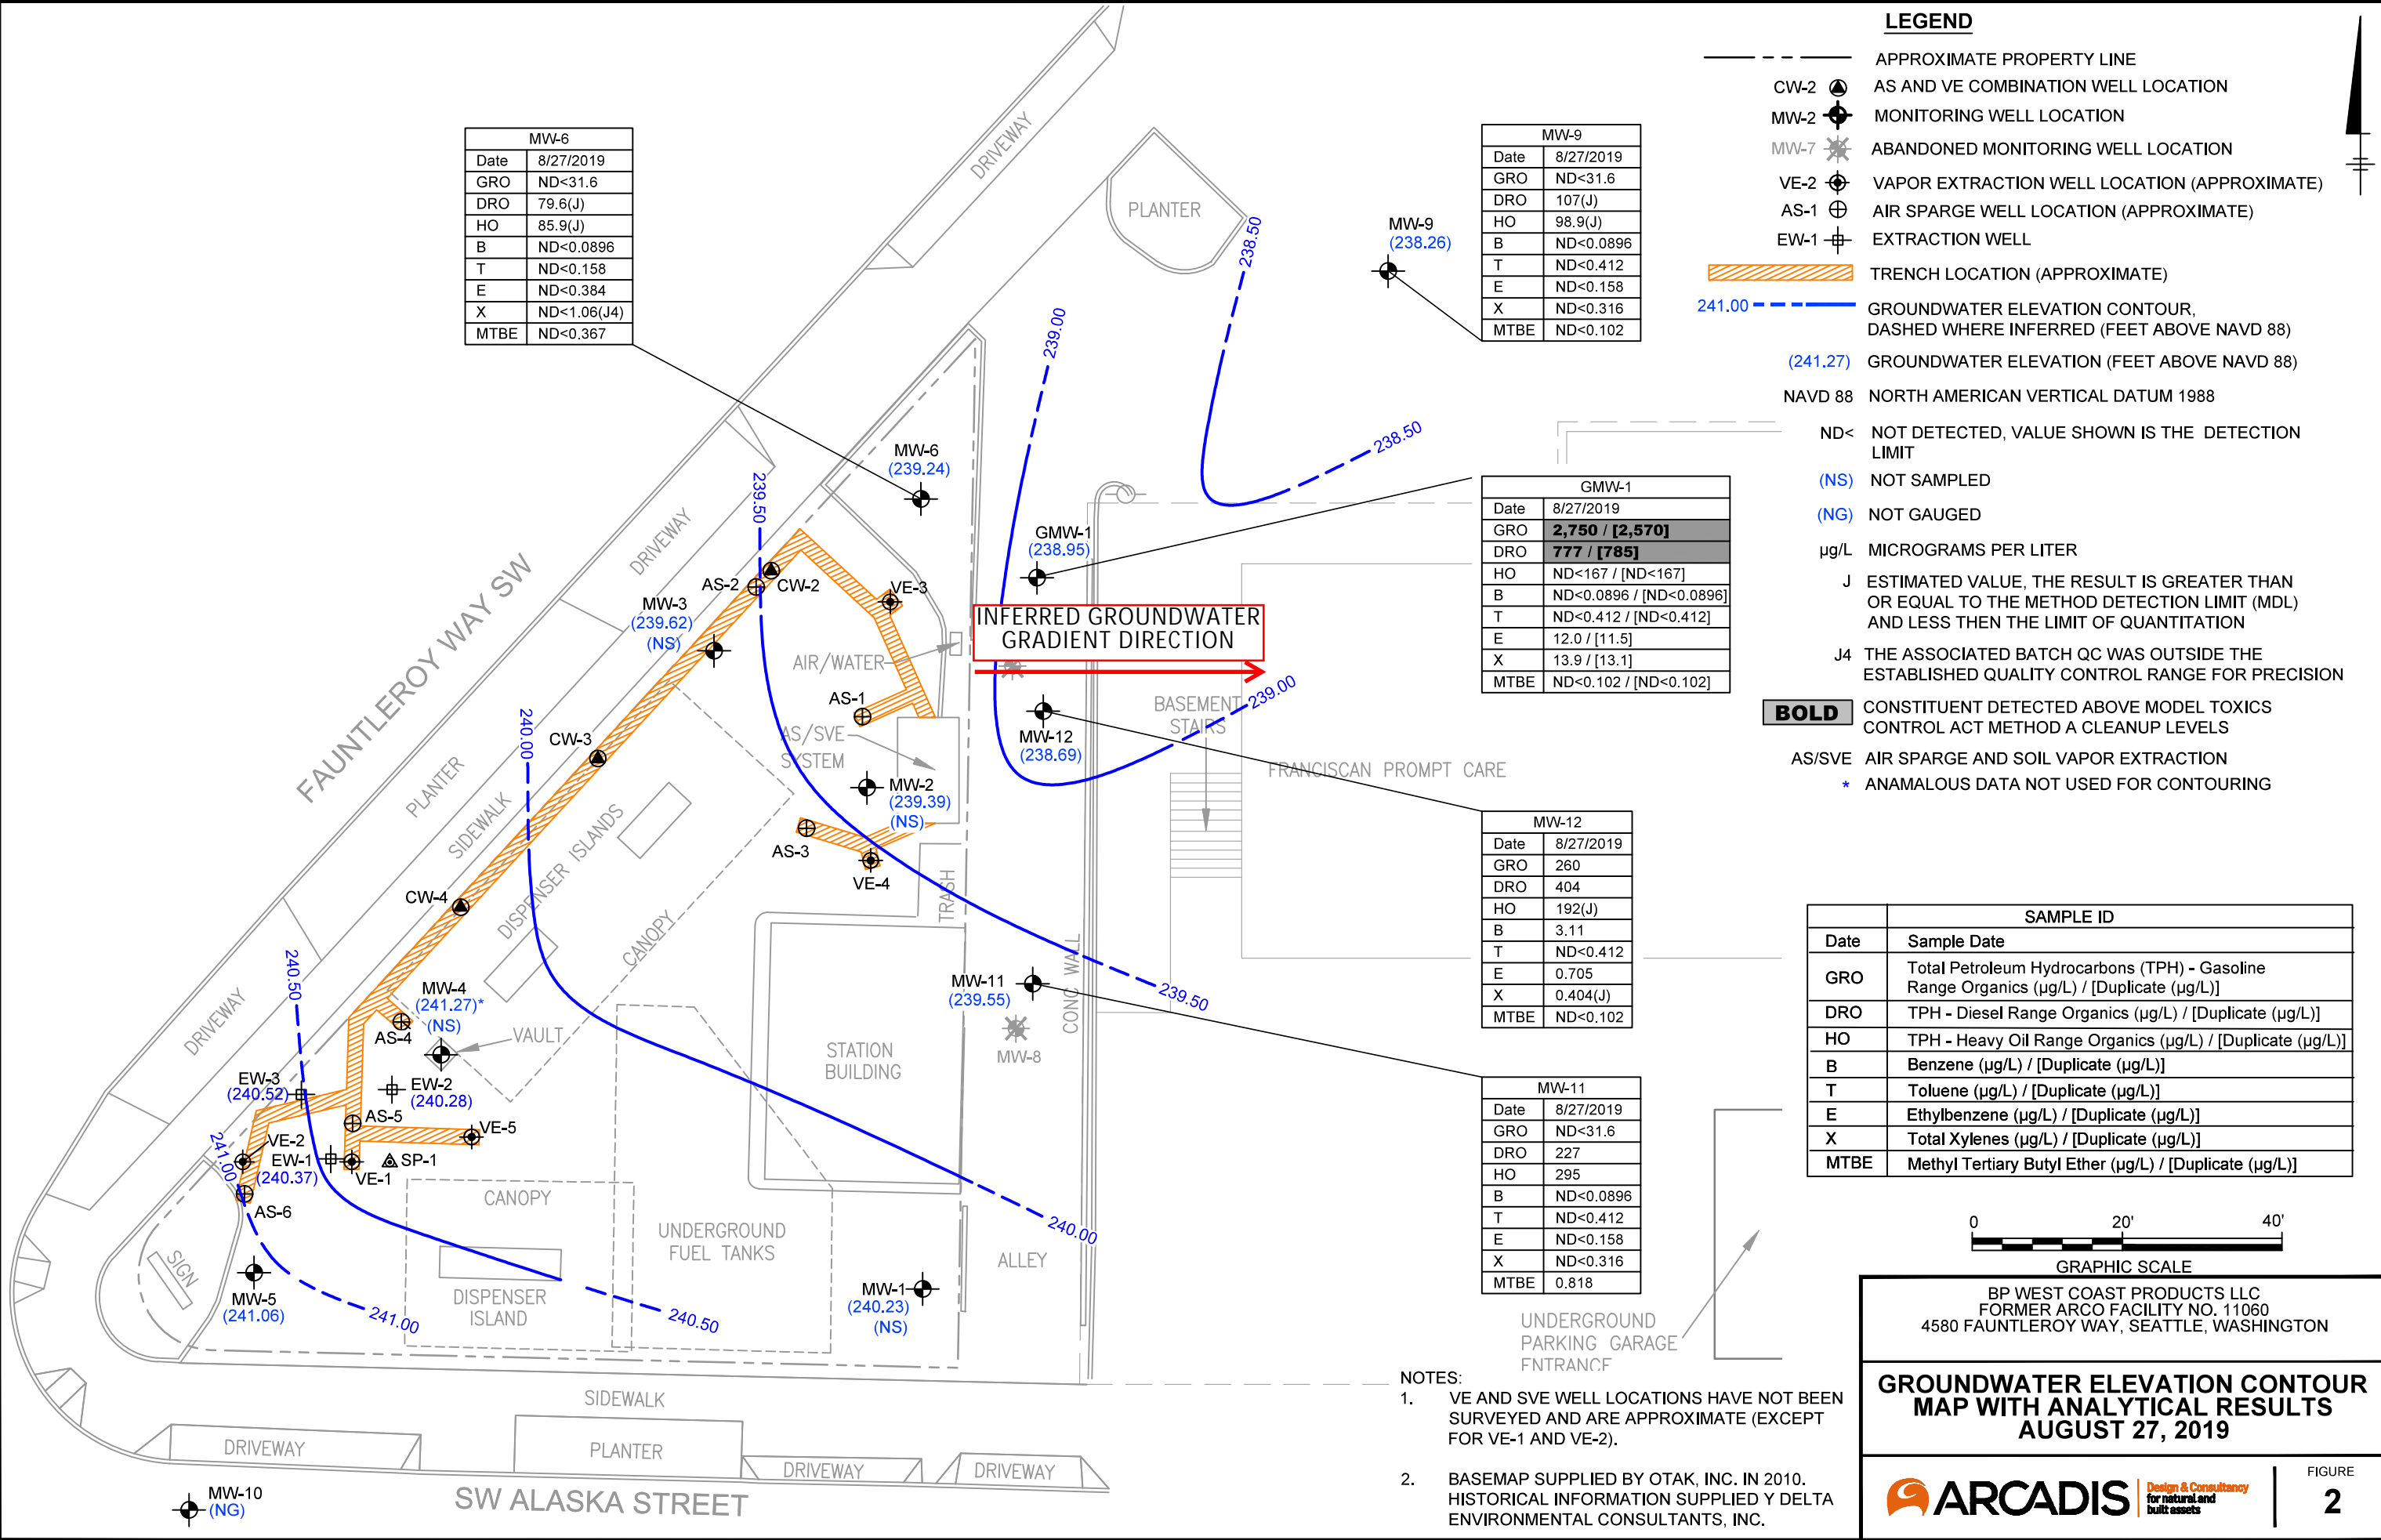 LEGEND
APPROXIMATE PROPERTY LINE
CW-2 AS AND VE COMBINATION WELL LOCATION
MW-2 MONITORING WELL LOCATION
MW-7 ABANDONED MONITORING WELL LOCATION
VE-2 VAPOR EXTRACTION WELL LOCATION (APPROXIMATE)
AS-1 AIR SPARGE WELL LOCATION (APPROXIMATE)
EW-1 EXTRACTION WELL
TRENCH LOCATION (APPROXIMATE)
241.00 GROUNDWATER ELEVATION CONTOUR,
DASHED WHERE INFERRED (FEET ABOVE NAVD 88)
(241.27) GROUNDWATER ELEVATION (FEET ABOVE NAVD 88)
NAVD 88 NORTH AMERICAN VERTICAL DATUM 1988
ND< NOT DETECTED, VALUE SHOWN IS THE DETECTION
LIMIT
(NS) NOT SAMPLED
(NG) NOT GAUGED
µg/L MICROGRAMS PER LITER
J ESTIMATED VALUE, THE RESULT IS GREATER THAN
OR EQUAL TO THE METHOD DETECTION LIMIT (MDL)
AND LESS THEN THE LIMIT OF QUANTITATION
J4 THE ASSOCIATED BATCH QC WAS OUTSIDE THE
ESTABLISHED QUALITY CONTROL RANGE FOR PRECISION
BOLD CONSTITUENT DETECTED ABOVE MODEL TOXICS
CONTROL ACT METHOD A CLEANUP LEVELS
AS/SVE AIR SPARGE AND SOIL VAPOR EXTRACTION
* ANAMALOUS DATA NOT USED FOR CONTOURING
MW-6
Date 8/27/2019
GRO ND<31.6
DRO 79.6(J)
HO 85.9(J)
B ND<0.0896
T ND<0.158
E ND<0.384
X ND<1.06(J4)
MTBE ND<0.367
MW-9
Date 8/27/2019
GRO ND<31.6
DRO 107(J)
HO 98.9(J)
B ND<0.0896
T ND<0.412
E ND<0.158
X ND<0.316
MTBE ND<0.102
GMW-1
Date 8/27/2019
GRO 2,750 / [2,570]
DRO 777 / [785]
HO ND<167 / [ND<167]
B ND<0.0896 / [ND<0.0896]
T ND<0.412 / [ND<0.412]
E 12.0 / [11.5]
X 13.9 / [13.1]
MTBE ND<0.102 / [ND<0.102]
MW-12
Date 8/27/2019
GRO 260
DRO 404
HO 192(J)
B 3.11
T ND<0.412
E 0.705
X 0.404(J)
MTBE ND<0.102
MW-11
Date 8/27/2019
GRO ND<31.6
DRO 227
HO 295
B ND<0.0896
T ND<0.412
E ND<0.158
X ND<0.316
MTBE 0.818
DRIVEWAY
PLANTER
238.50
MW-9
(238.26)
239.00
238.50
MW-6
(239.24)
239.50
DRIVEWAY
FAUNTLEROY WAY SW
GMW-1
(238.95)
AS-2
CW-2
VE-3
MW-3
(239.62)
(NS)
INFERRED GROUNDWATER
GRADIENT DIRECTION
AIR/WATER
AS-1
239.00
BASEMENT
STAIRS
240.00
CW-3
AS/SVE
SYSTEM
MW-12
(238.69)
FRANCISCAN PROMPT CARE
PLANTER
SIDEWALK
MW-2
(239.39)
(NS)
DISPENSER ISLANDS
AS-3
VE-4
TRASH
CW-4
CANOPY
CONC WALL
240.50
MW-4
(241.27)*
(NS)
MW-11
(239.55)
239.50
DRIVEWAY
AS-4
VAULT
STATION
BUILDING
MW-8
EW-3
(240.52)
EW-2
(240.28)
AS-5
VE-5
241.00
VE-2
EW-1
(240.37)
SP-1
VE-1
AS-6
CANOPY
UNDERGROUND
FUEL TANKS
240.00
SIGN
ALLEY
MW-5
(241.06)
241.00
DISPENSER
ISLAND
240.50
MW-1
(240.23)
(NS)
UNDERGROUND
PARKING GARAGE
ENTRANCE
SIDEWALK
DRIVEWAY
PLANTER
DRIVEWAY
DRIVEWAY
MW-10
(NG)
SW ALASKA STREET
SAMPLE ID
Date Sample Date
GRO Total Petroleum Hydrocarbons (TPH) - Gasoline
Range Organics (µg/L) / [Duplicate (µg/L)]
DRO TPH - Diesel Range Organics (µg/L) / [Duplicate (µg/L)]
HO TPH - Heavy Oil Range Organics (µg/L) / [Duplicate (µg/L)]
B Benzene (µg/L) / [Duplicate (µg/L)]
T Toluene (µg/L) / [Duplicate (µg/L)]
E Ethylbenzene (µg/L) / [Duplicate (µg/L)]
X Total Xylenes (µg/L) / [Duplicate (µg/L)]
MTBE Methyl Tertiary Butyl Ether (µg/L) / [Duplicate (µg/L)]
0 20' 40'
GRAPHIC SCALE
NOTES:
1. VE AND SVE WELL LOCATIONS HAVE NOT BEEN
SURVEYED AND ARE APPROXIMATE (EXCEPT
FOR VE-1 AND VE-2).
2. BASEMAP SUPPLIED BY OTAK, INC. IN 2010.
HISTORICAL INFORMATION SUPPLIED Y DELTA
ENVIRONMENTAL CONSULTANTS, INC.
BP WEST COAST PRODUCTS LLC
FORMER ARCO FACILITY NO. 11060
4580 FAUNTLEROY WAY, SEATTLE, WASHINGTON
GROUNDWATER ELEVATION CONTOUR
MAP WITH ANALYTICAL RESULTS
AUGUST 27, 2019
ARCADIS
Design & Consultancy
for natural and
built assets
FIGURE
2